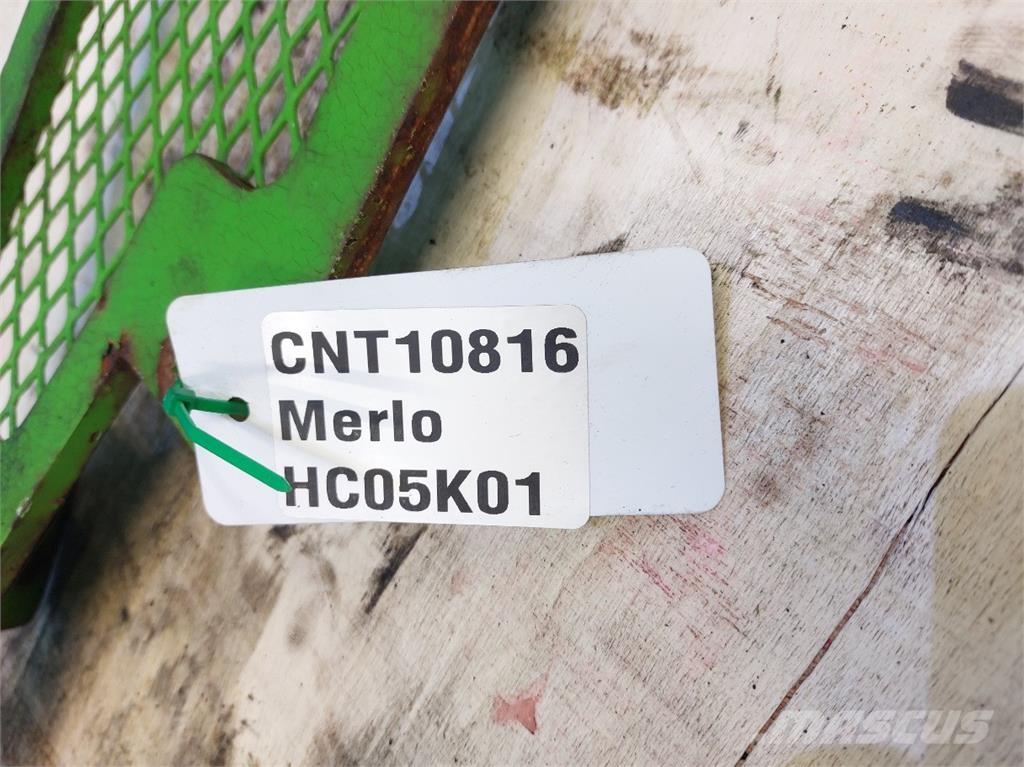 CNT10816
Merlo
HC05K01
MASCUS